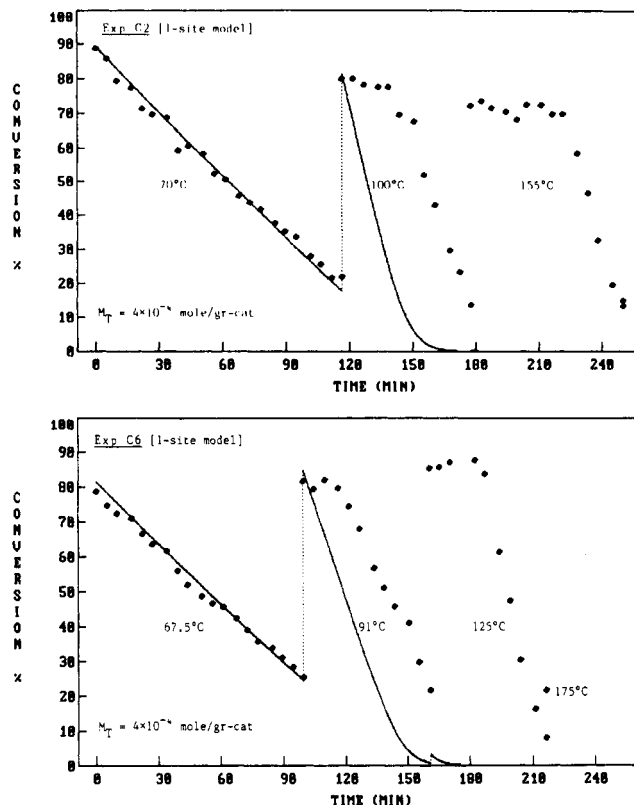 Exp C2 [1-site model]
CONVERSION %
100
90
80
70
60
50
40
30
20
10
0
70°C
100°C
155°C
M_T = 4×10⁻⁴ mole/gr-cat
0 30 60 90 120 150 180 210 240
TIME (MIN)
Exp C6 [1-site model]
CONVERSION %
100
90
80
70
60
50
40
30
20
10
0
67.5°C
91°C
125°C
175°C
M_T = 4×10⁻⁴ mole/gr-cat
0 30 60 90 120 150 180 210 240
TIME (MIN)